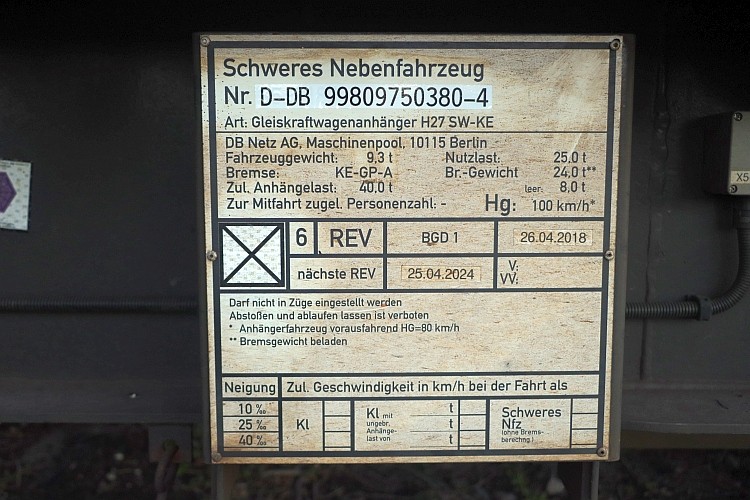 Schweres Nebenfahrzeug
Nr. D-DB 99809750380-4
Art: Gleiskraftwagenanhänger H27 SW-KE
DB Netz AG, Maschinenpool, 10115 Berlin
Fahrzeuggewicht: 9,3 t Nutzlast: 25,0 t
Bremse: KE-GP-A Br.-Gewicht 24,0 t**
Zul. Anhängelast: 40,0 t leer: 8,0 t
Zur Mitfahrt zugel. Personenzahl: - Hg: 100 km/h*
6 REV BGD 1 26.04.2018
nächste REV 25.04.2024 V:
VV:
Darf nicht in Züge eingestellt werden
Abstoßen und ablaufen lassen ist verboten
* Anhängerfahrzeug vorausfahrend HG=80 km/h
** Bremsgewicht beladen
Neigung Zul. Geschwindigkeit in km/h bei der Fahrt als
10 ‰
25 ‰
40 ‰
Kl
Kl mit
ungebr.
Anhänge-
last von
t
t
t
Schweres
Nfz
(ohne Brems-
berechng.)
X5